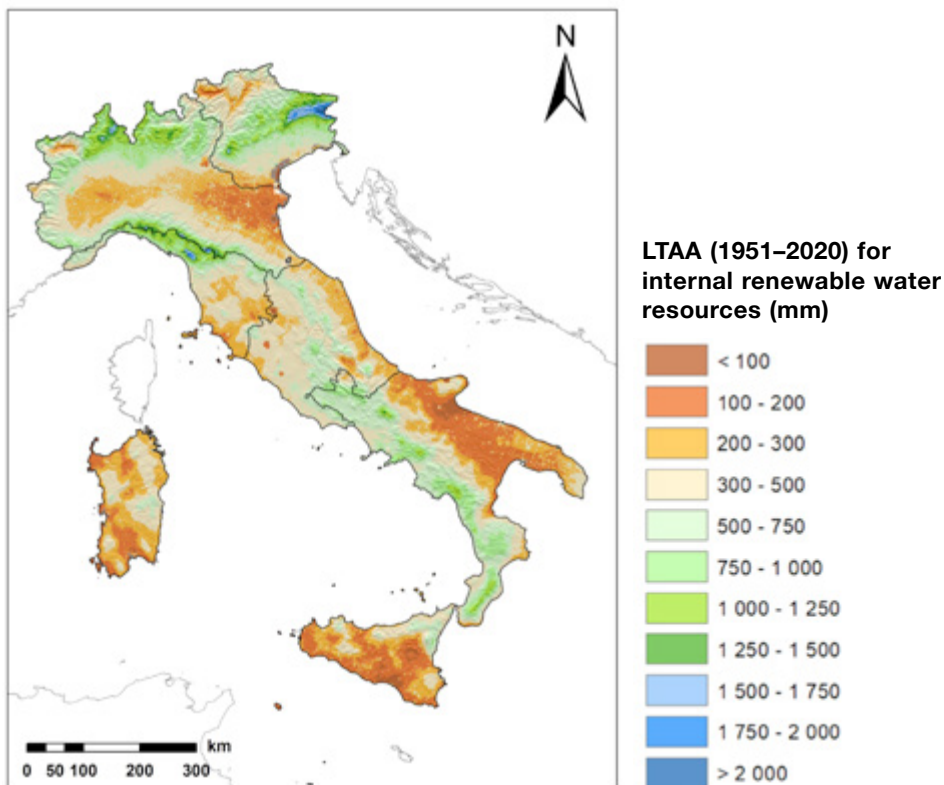 N
LTAA (1951–2020) for
internal renewable water
resources (mm)
< 100
100 - 200
200 - 300
300 - 500
500 - 750
750 - 1 000
1 000 - 1 250
1 250 - 1 500
1 500 - 1 750
1 750 - 2 000
> 2 000
km
0 50 100 200 300